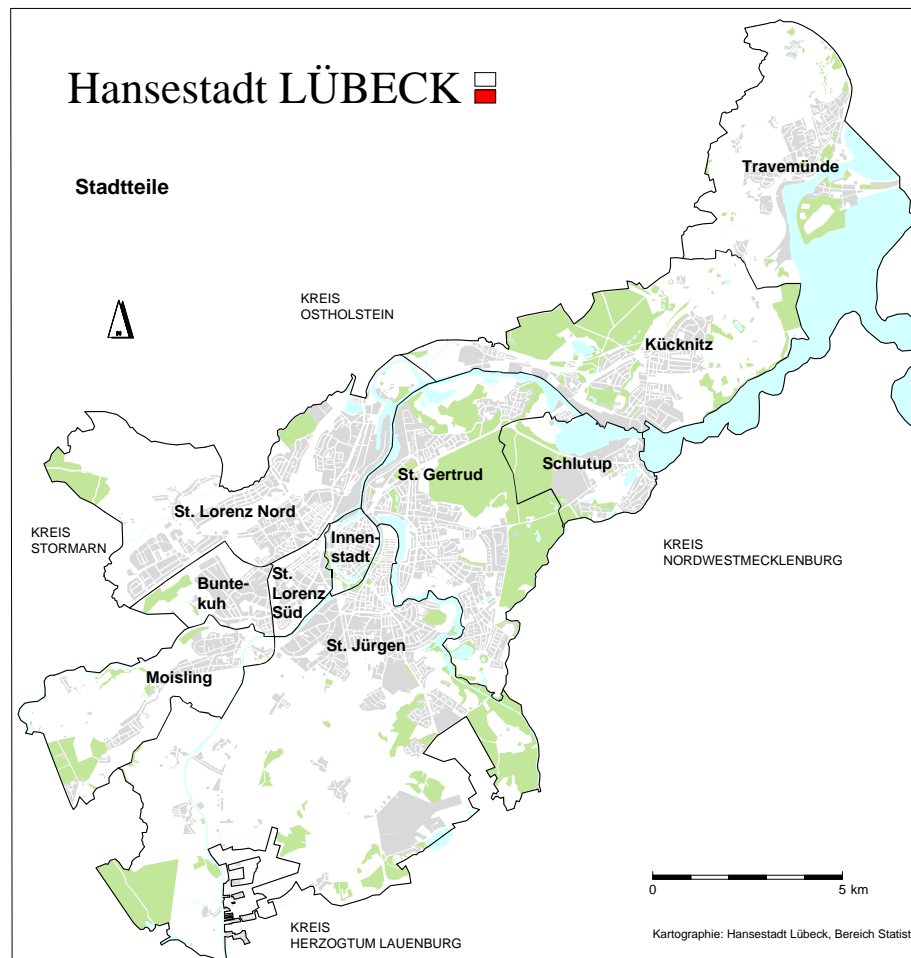 Hansestadt LÜBECK
Stadtteile
Travemünde
KREIS
OSTHOLSTEIN
Kücknitz
Schlutup
St. Gertrud
St. Lorenz Nord
KREIS
STORMARN
Innen-
stadt
KREIS
NORDWESTMECKLENBURG
Bunte-
kuh
St.
Lorenz
Süd
St. Jürgen
Moisling
0 5 km
KREIS
HERZOGTUM LAUENBURG
Kartographie: Hansestadt Lübeck, Bereich Statist